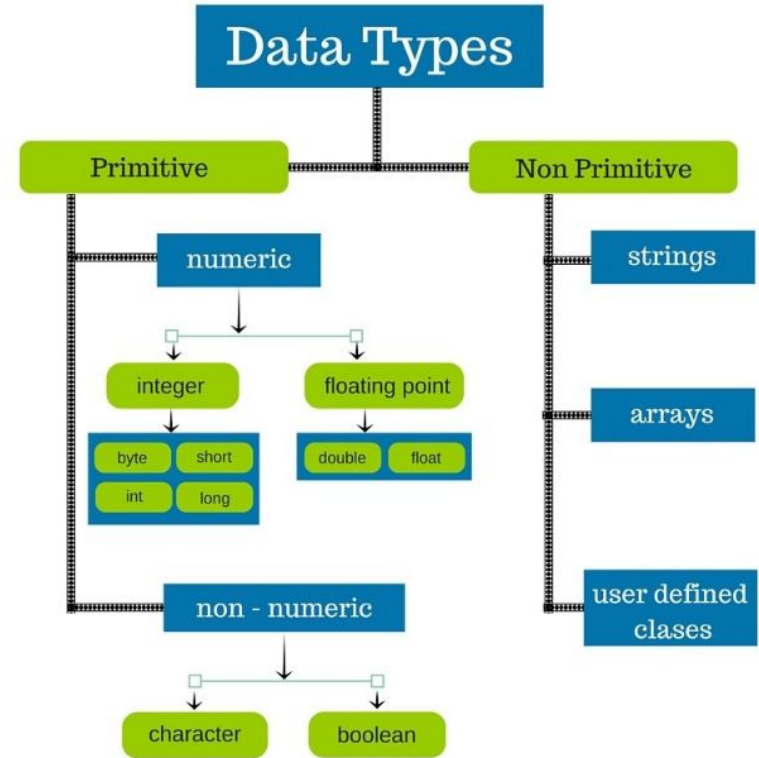 Data Types
Primitive
Non Primitive
numeric
strings
integer
floating point
arrays
byte
short
double
float
int
long
non - numeric
user defined
clases
character
boolean